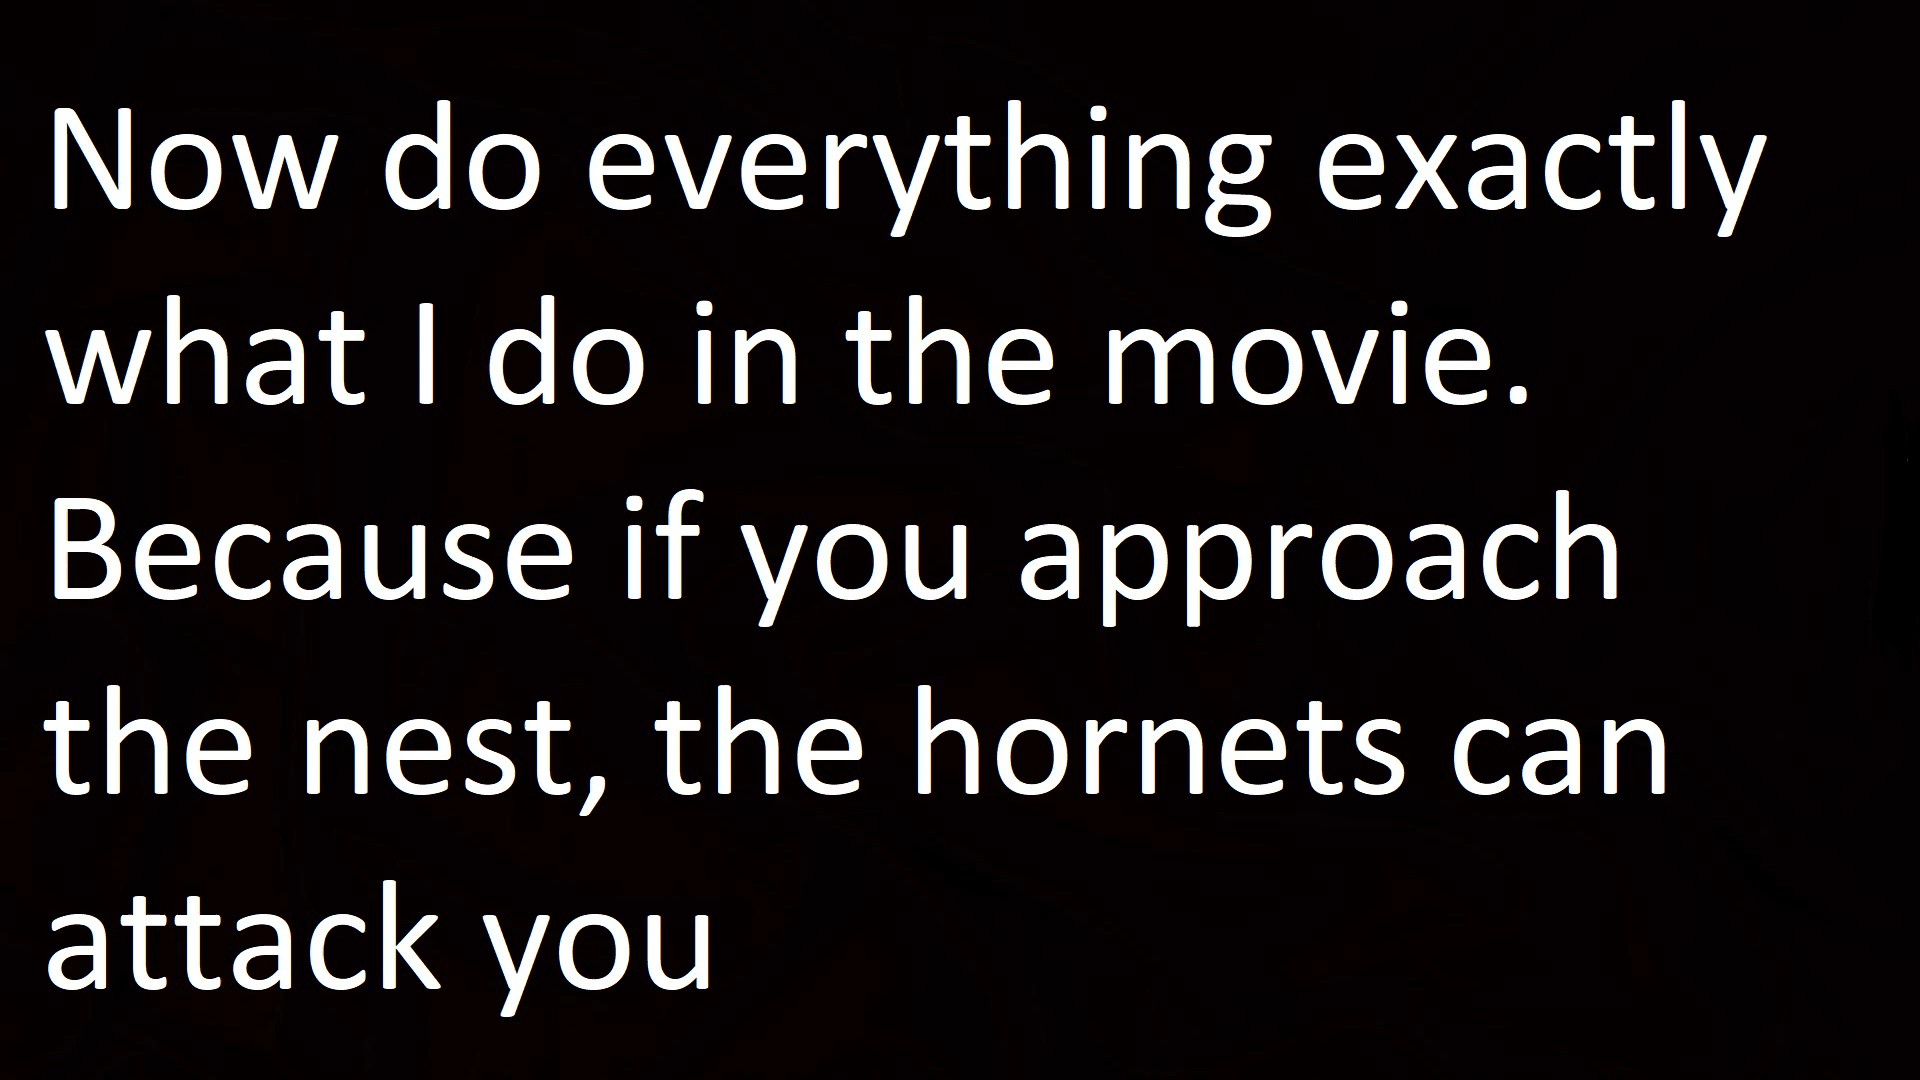 Now do everything exactly
what I do in the movie.
Because if you approach
the nest, the hornets can
attack you